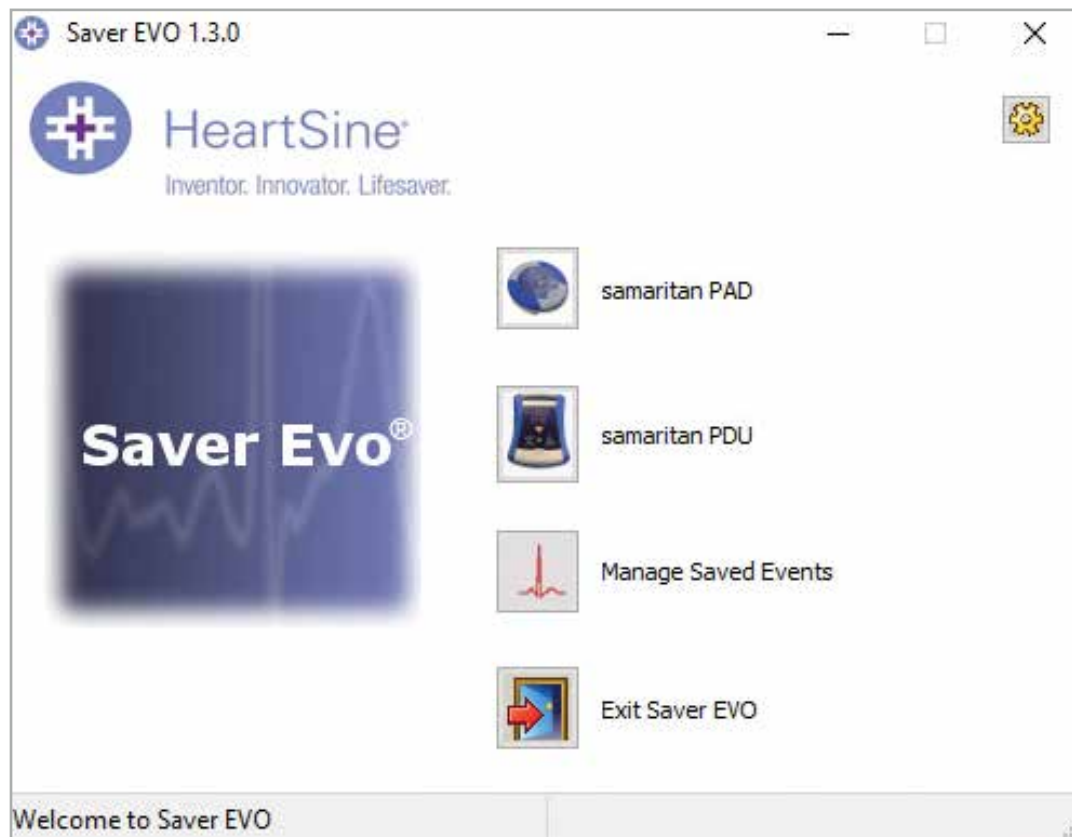 Saver EVO 1.3.0
HeartSine®
Inventor. Innovator. Lifesaver.
samaritan PAD
Saver Evo®
samaritan PDU
Manage Saved Events
Exit Saver EVO
Welcome to Saver EVO